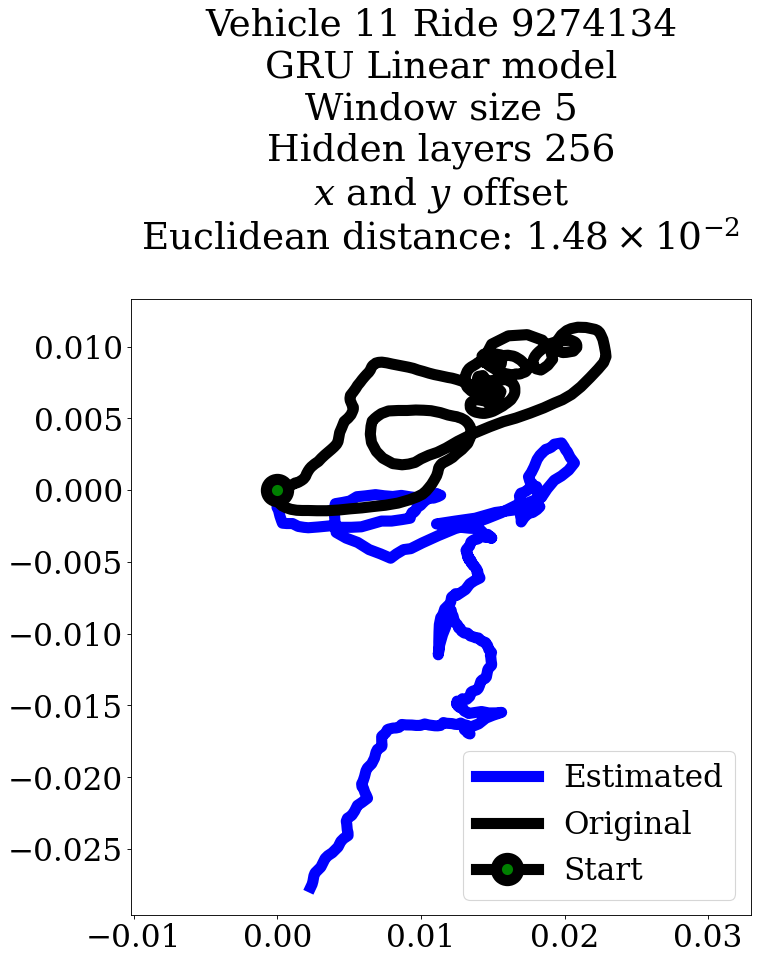 Vehicle 11 Ride 9274134
GRU Linear model
Window size 5
Hidden layers 256
x and y offset
Euclidean distance: 1.48 × 10⁻²
0.010
0.005
0.000
−0.005
−0.010
−0.015
−0.020
−0.025
Estimated
Original
Start
−0.01 0.00 0.01 0.02 0.03